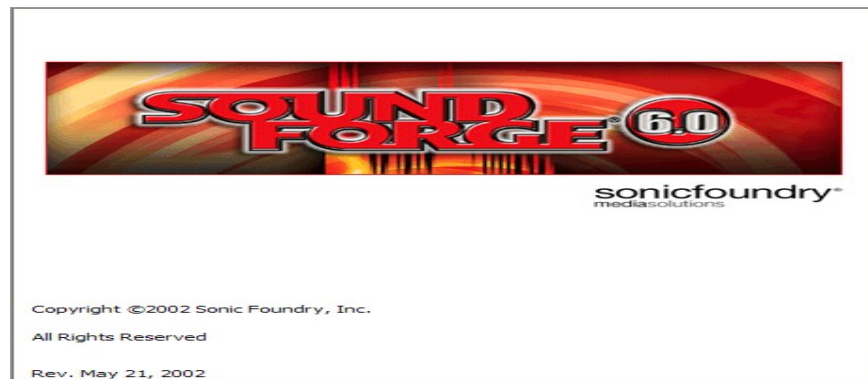 SOUND
FORGE® 6.0
sonicfoundry®
mediasolutions
Copyright ©2002 Sonic Foundry, Inc.
All Rights Reserved
Rev. May 21, 2002